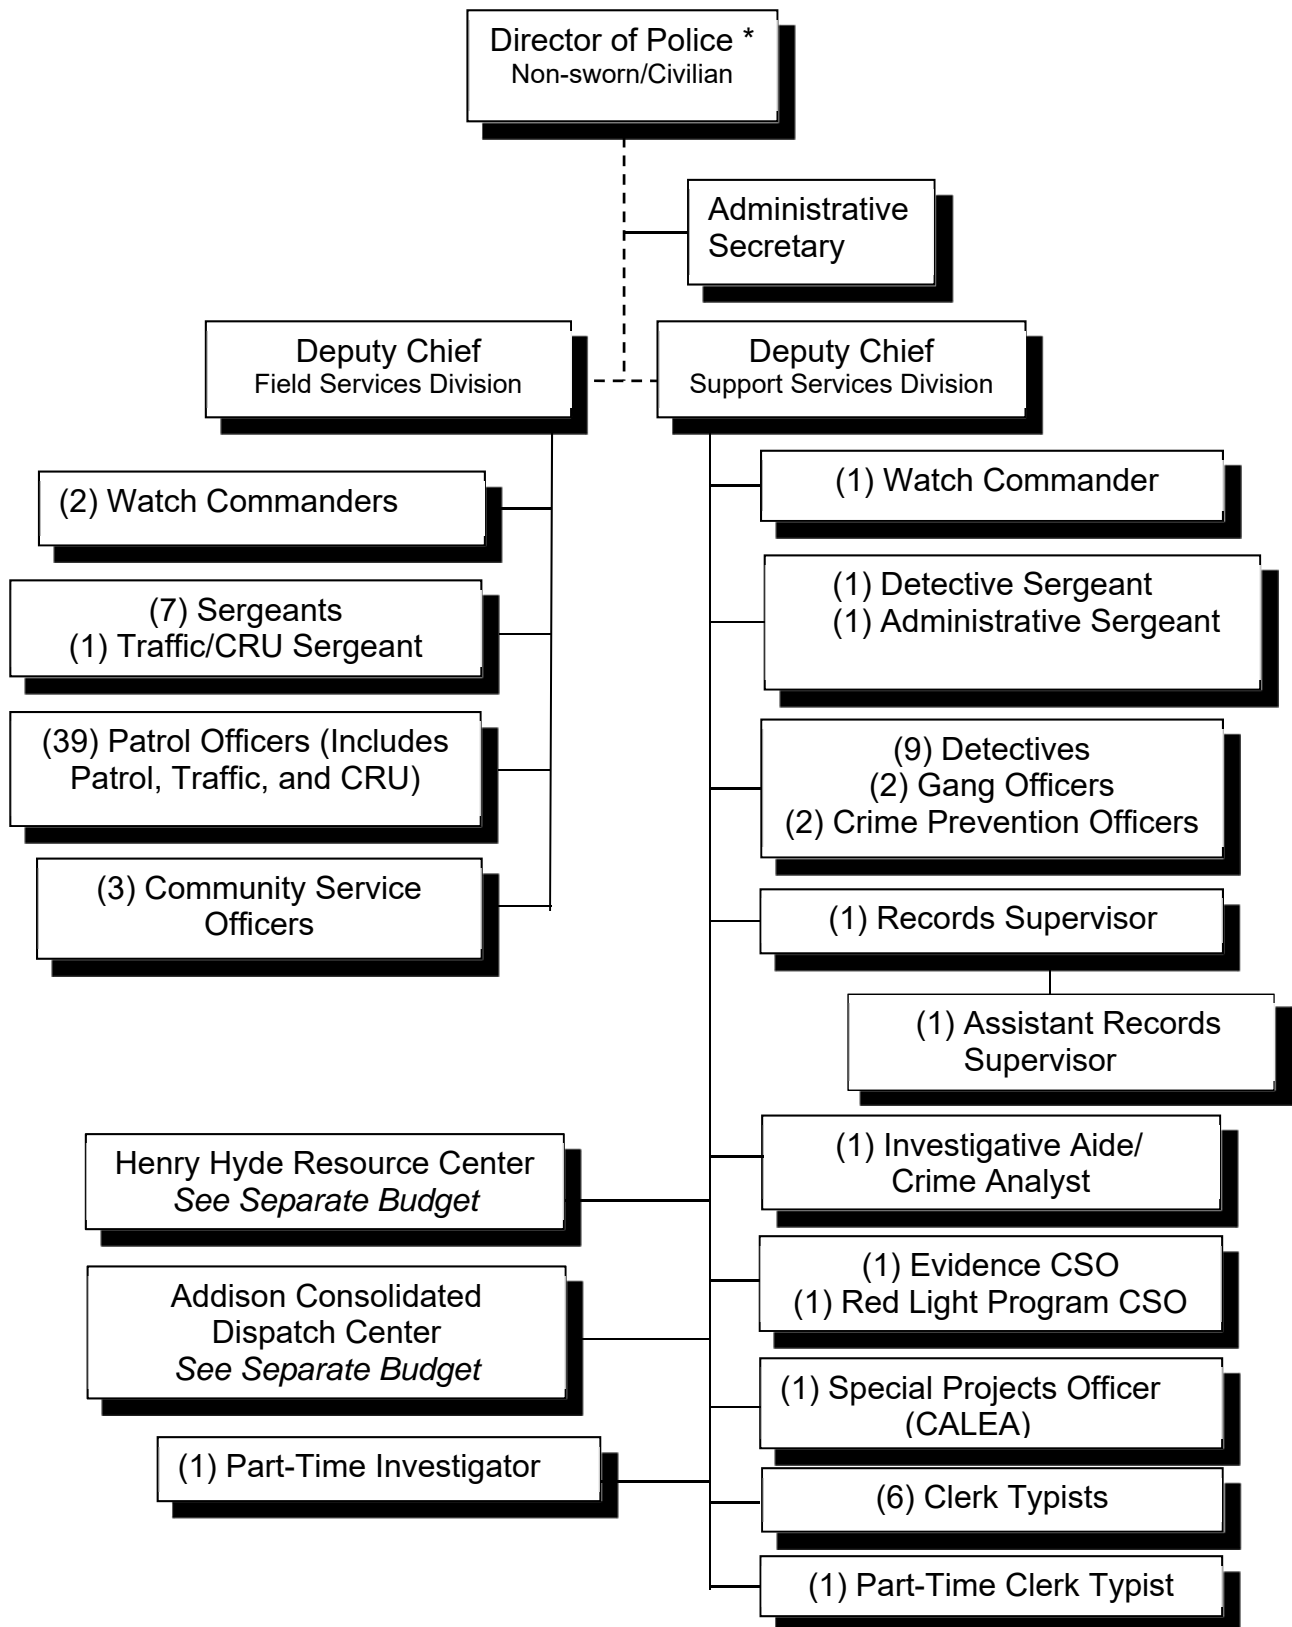 Director of Police *
Non-sworn/Civilian
Administrative
Secretary
Deputy Chief
Field Services Division
Deputy Chief
Support Services Division
(2) Watch Commanders
(7) Sergeants
(1) Traffic/CRU Sergeant
(39) Patrol Officers (Includes
Patrol, Traffic, and CRU)
(3) Community Service
Officers
(1) Watch Commander
(1) Detective Sergeant
(1) Administrative Sergeant
(9) Detectives
(2) Gang Officers
(2) Crime Prevention Officers
(1) Records Supervisor
(1) Assistant Records
Supervisor
Henry Hyde Resource Center
See Separate Budget
Addison Consolidated
Dispatch Center
See Separate Budget
(1) Part-Time Investigator
(1) Investigative Aide/
Crime Analyst
(1) Evidence CSO
(1) Red Light Program CSO
(1) Special Projects Officer
(CALEA)
(6) Clerk Typists
(1) Part-Time Clerk Typist